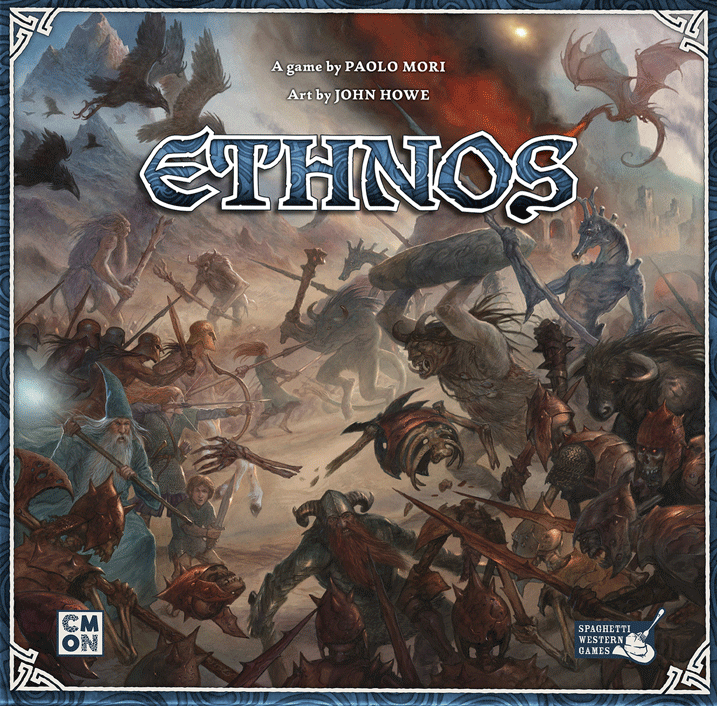 A game by PAOLO MORI
Art by JOHN HOWE
ETHNOS
CM
ON
SPAGHETTI
WESTERN
GAMES